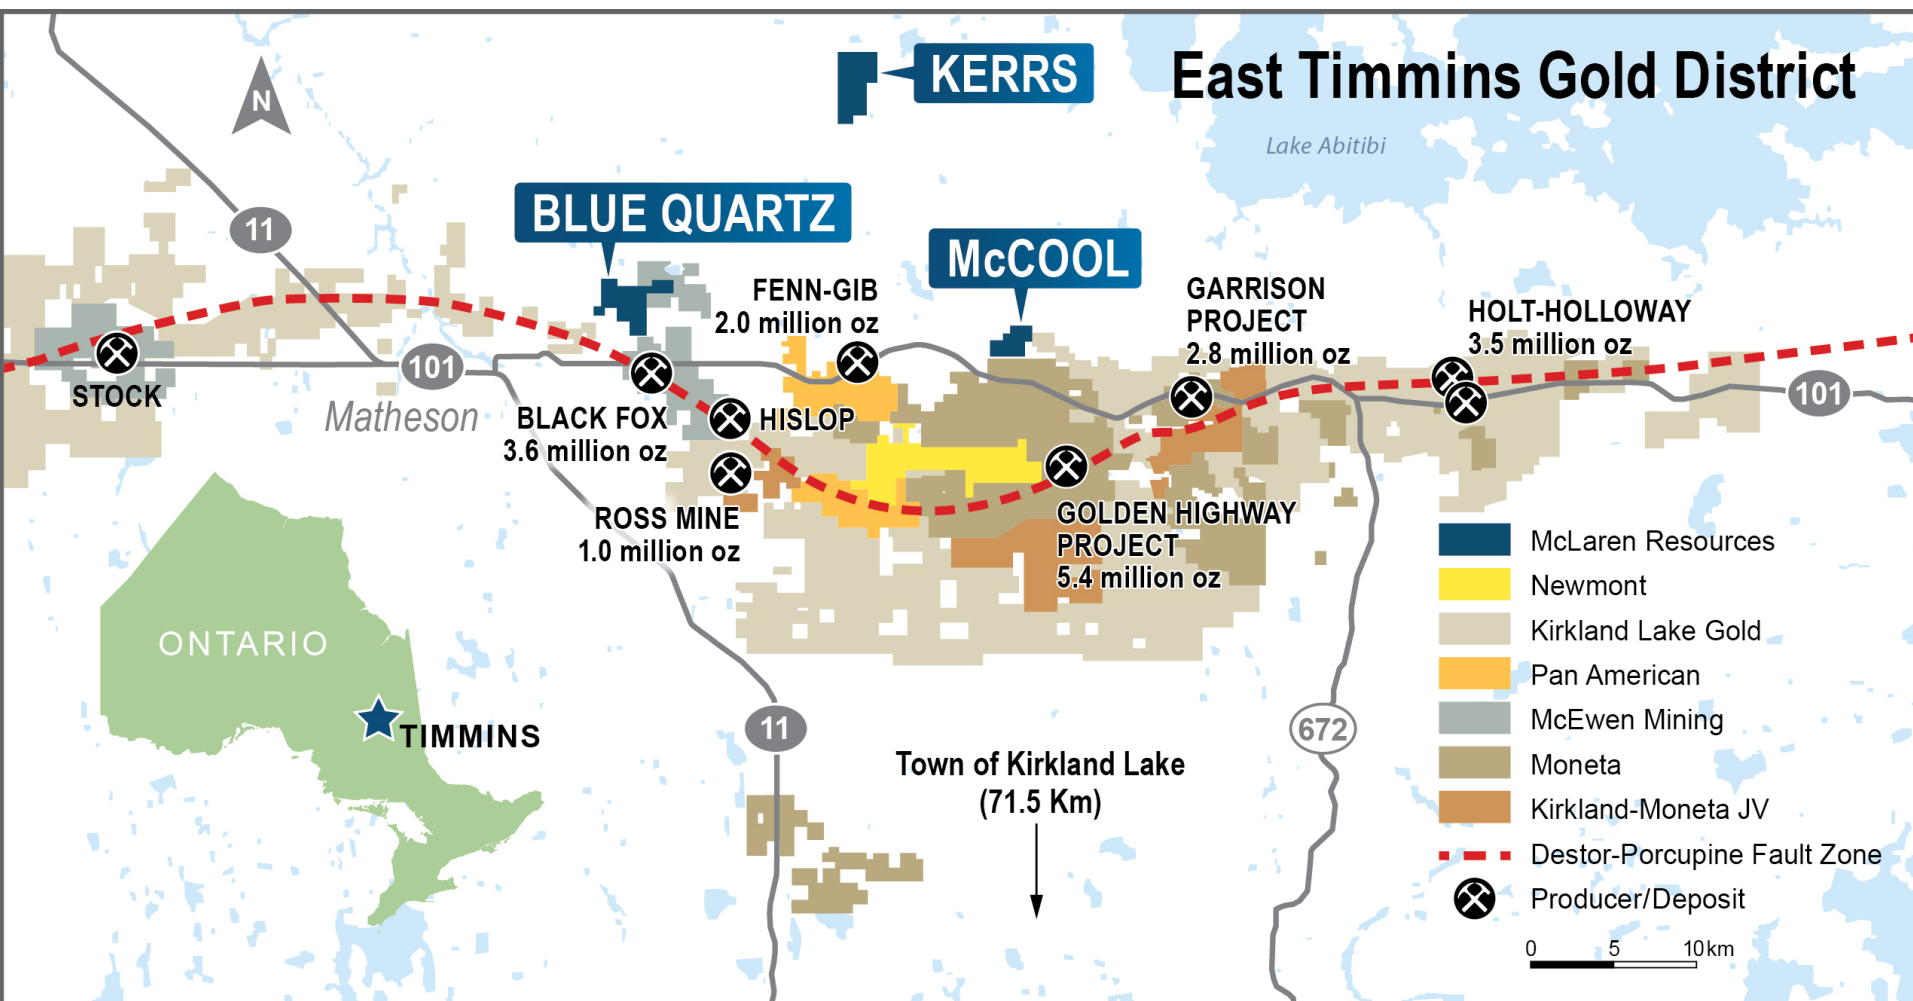 East Timmins Gold District
KERRS
N
Lake Abitibi
BLUE QUARTZ
11
McCOOL
FENN-GIB
2.0 million oz
GARRISON
PROJECT
2.8 million oz
HOLT-HOLLOWAY
3.5 million oz
STOCK
101
Matheson
BLACK FOX
3.6 million oz
HISLOP
101
ROSS MINE
1.0 million oz
GOLDEN HIGHWAY
PROJECT
5.4 million oz
ONTARIO
TIMMINS
11
672
Town of Kirkland Lake
(71.5 Km)
McLaren Resources
Newmont
Kirkland Lake Gold
Pan American
McEwen Mining
Moneta
Kirkland-Moneta JV
Destor-Porcupine Fault Zone
Producer/Deposit
0 5 10 km